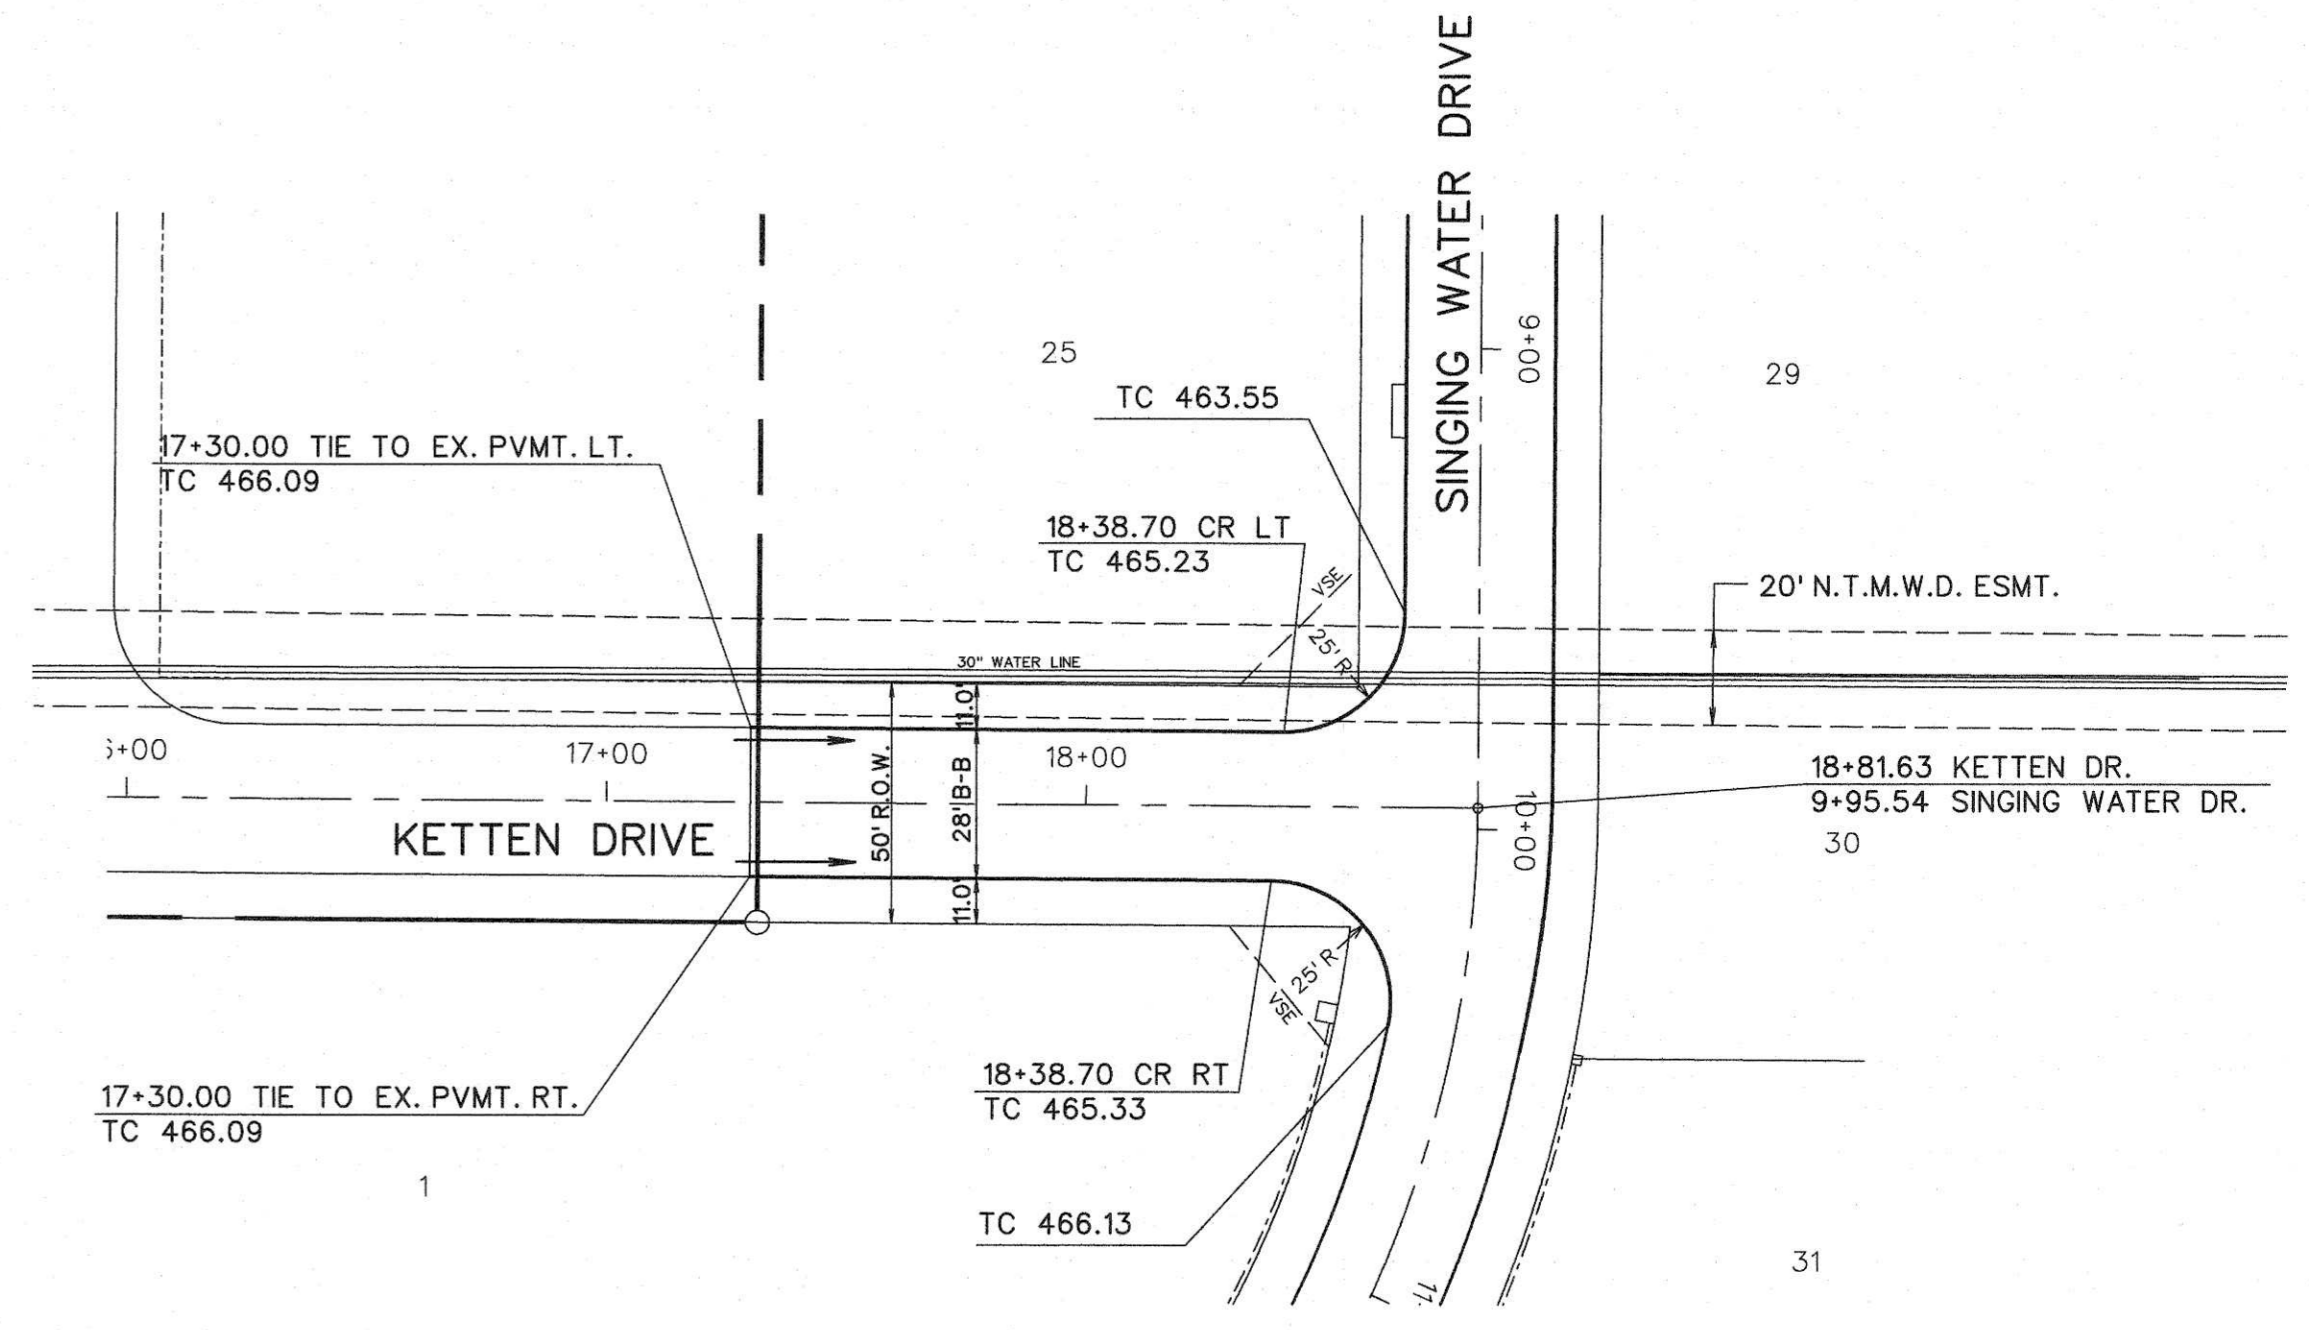 SINGING WATER DRIVE
9+00
25
29
TC 463.55
17+30.00 TIE TO EX. PVMT. LT.
TC 466.09
18+38.70 CR LT
TC 465.23
VSE
25' R
20' N.T.M.W.D. ESMT.
30" WATER LINE
11.0'
+00
17+00
18+00
50' R.O.W.
28' B-B
11.0'
18+81.63 KETTEN DR.
9+95.54 SINGING WATER DR.
10+00
KETTEN DRIVE
30
25' R
VSE
18+38.70 CR RT
TC 465.33
17+30.00 TIE TO EX. PVMT. RT.
TC 466.09
1
TC 466.13
31
11